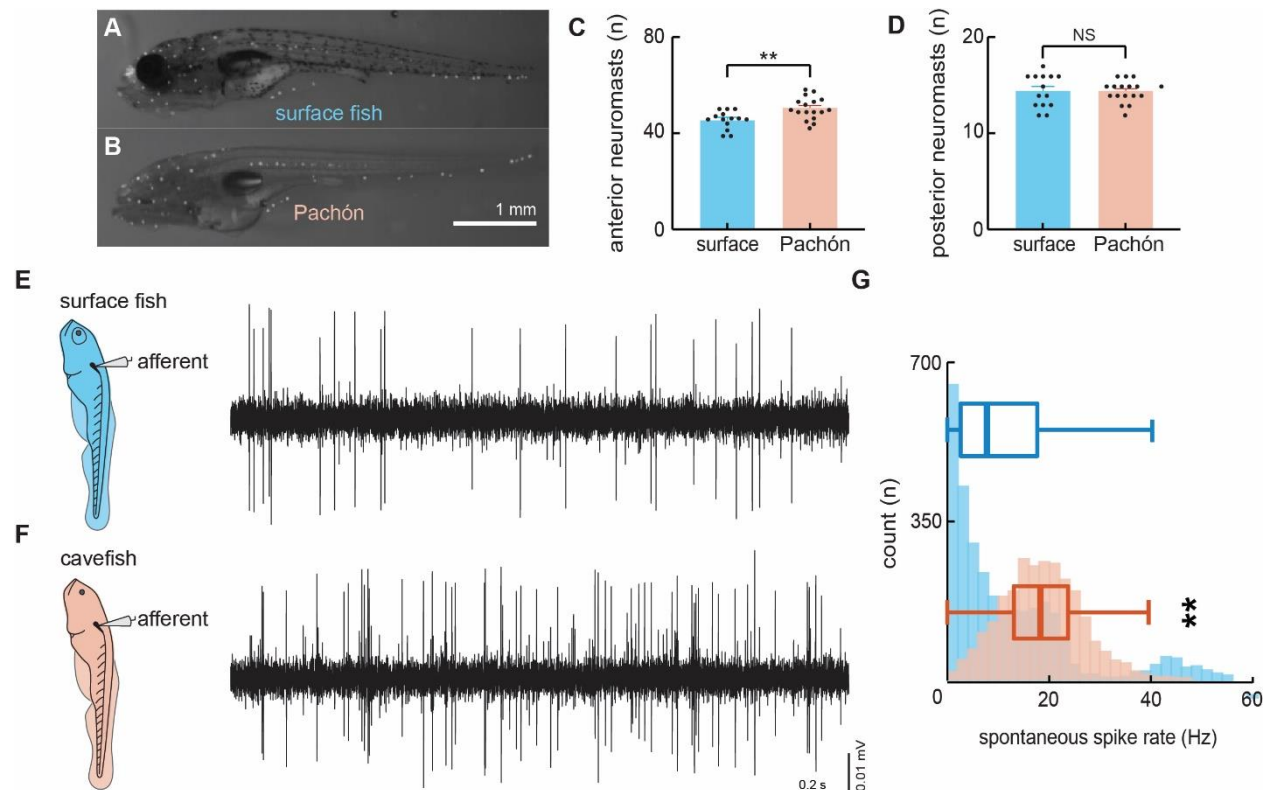 A
surface fish
B
Pachón
1 mm
C
anterior neuromasts (n)
80
40
0
**
surface
Pachón
D
posterior neuromasts (n)
20
10
0
NS
surface
Pachón
E
surface fish
afferent
F
cavefish
afferent
0.2 s
0.01 mV
G
count (n)
700
350
0
20
40
60
**
spontaneous spike rate (Hz)